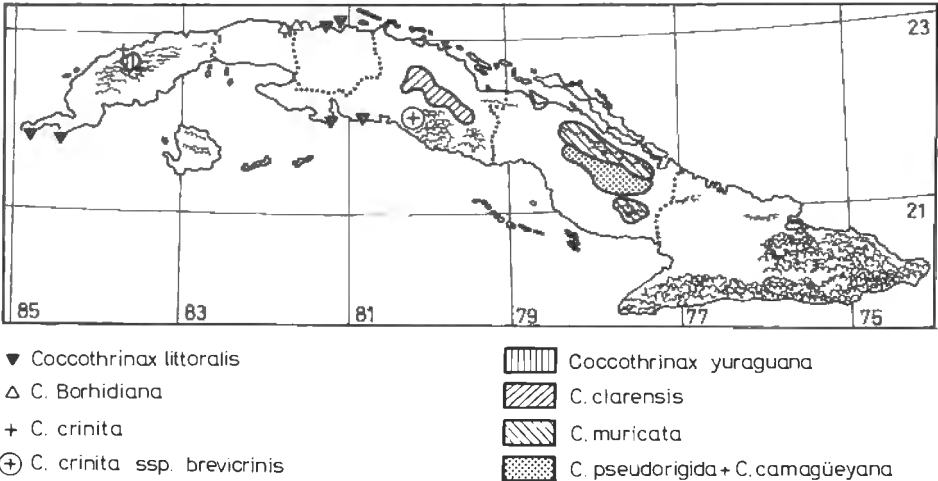 23
21
85
83
81
79
77
75
▼ Coccothrinax littoralis
△ C. Borhidiana
+ C. crinita
⊕ C. crinita ssp. brevicrinis
Coccothrinax yuraguana
C. clarensis
C. muricata
C. pseudorigida + C. camagüeyana